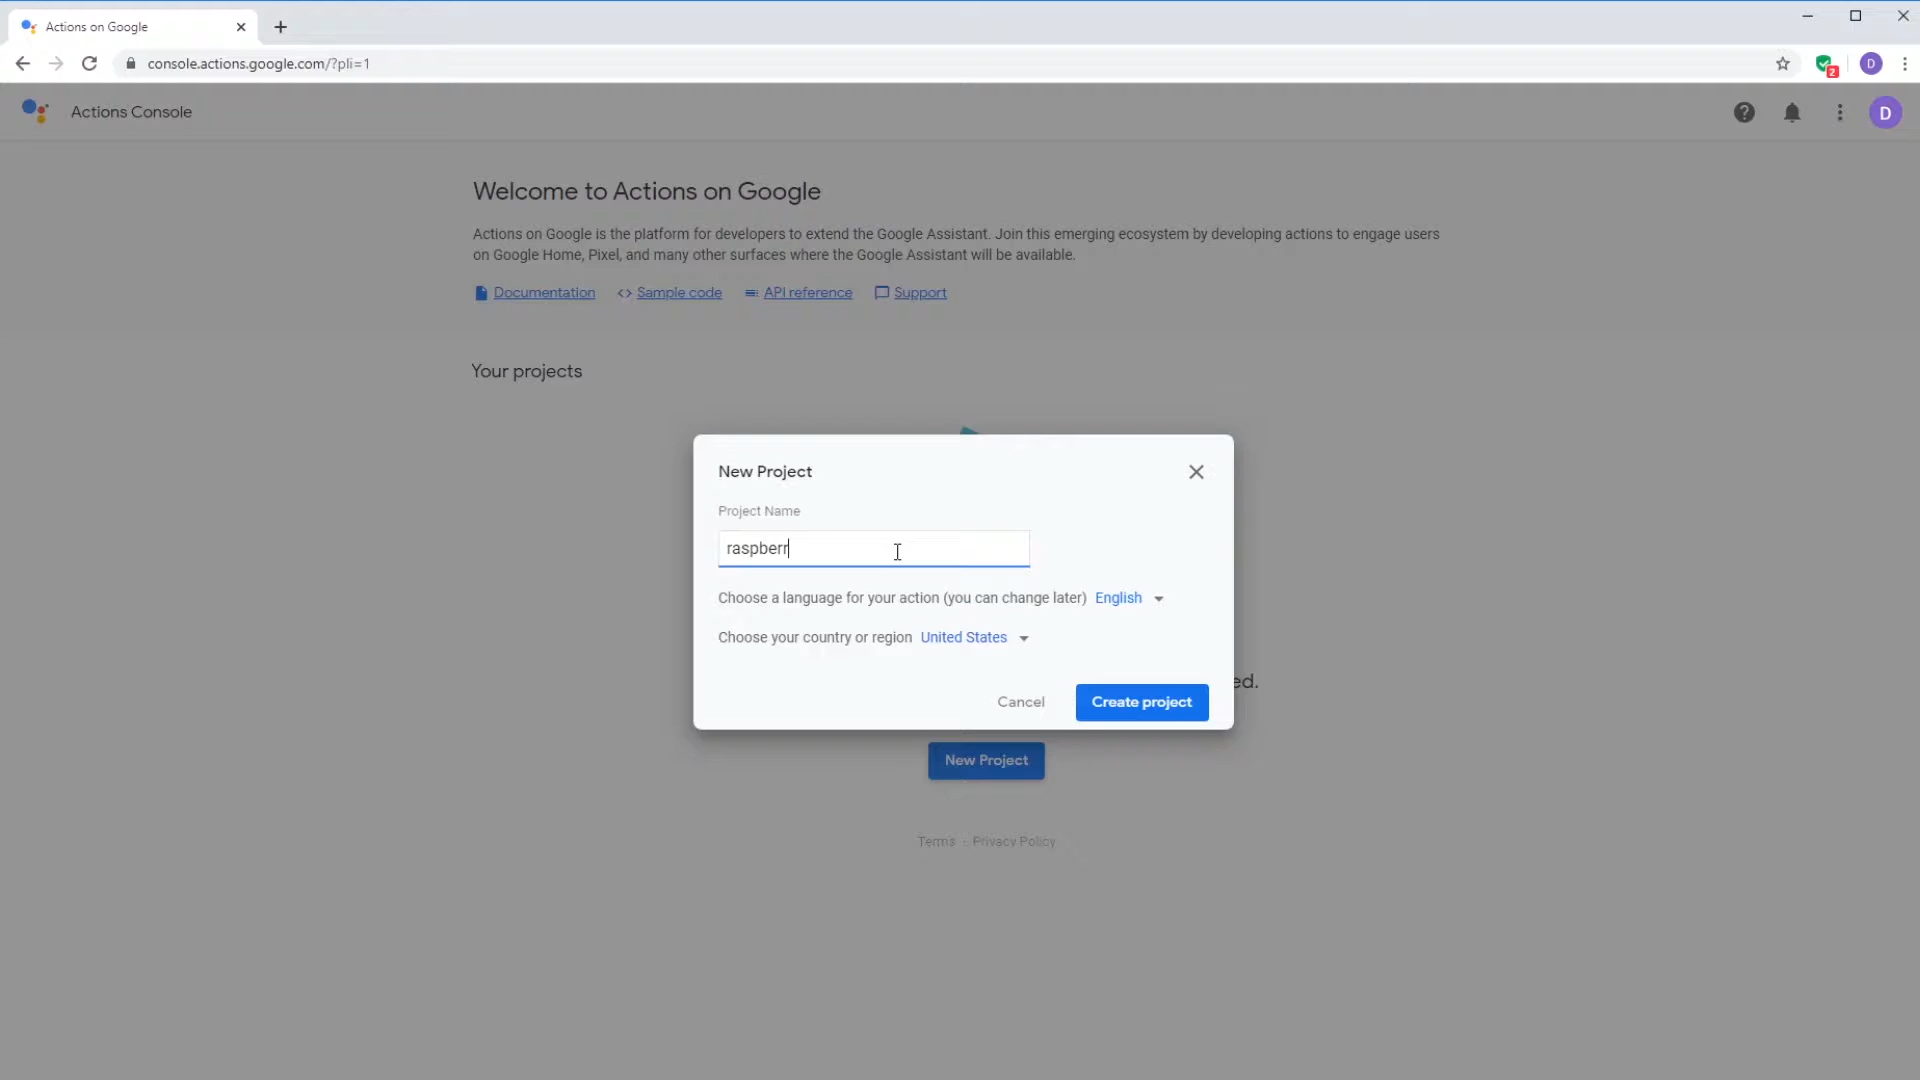 Actions on Google
console.actions.google.com/?pli=1
2
D
Actions Console
D
Welcome to Actions on Google
Actions on Google is the platform for developers to extend the Google Assistant. Join this emerging ecosystem by developing actions to engage users
on Google Home, Pixel, and many other surfaces where the Google Assistant will be available.
Documentation Sample code API reference Support
Your projects
New Project
Project Name
raspberr
Choose a language for your action (you can change later) English
Choose your country or region United States
ed.
Cancel Create project
New Project
Terms · Privacy Policy